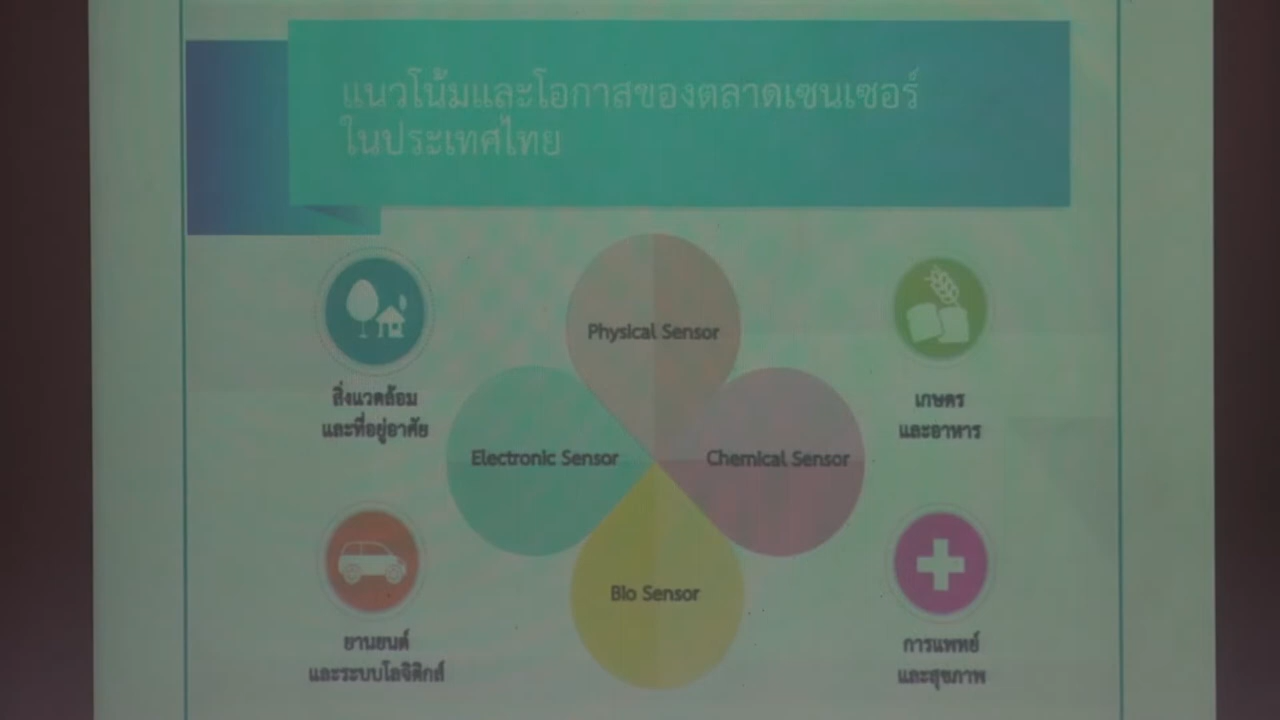 แนวโน้มและโอกาสของตลาดเซนเซอร์
ในประเทศไทย
Physical Sensor
สิ่งแวดล้อม
และที่อยู่อาศัย
เกษตร
และอาหาร
Electronic Sensor
Chemical Sensor
Bio Sensor
ยานยนต์
และระบบโลจิติกส์
การแพทย์
และสุขภาพ